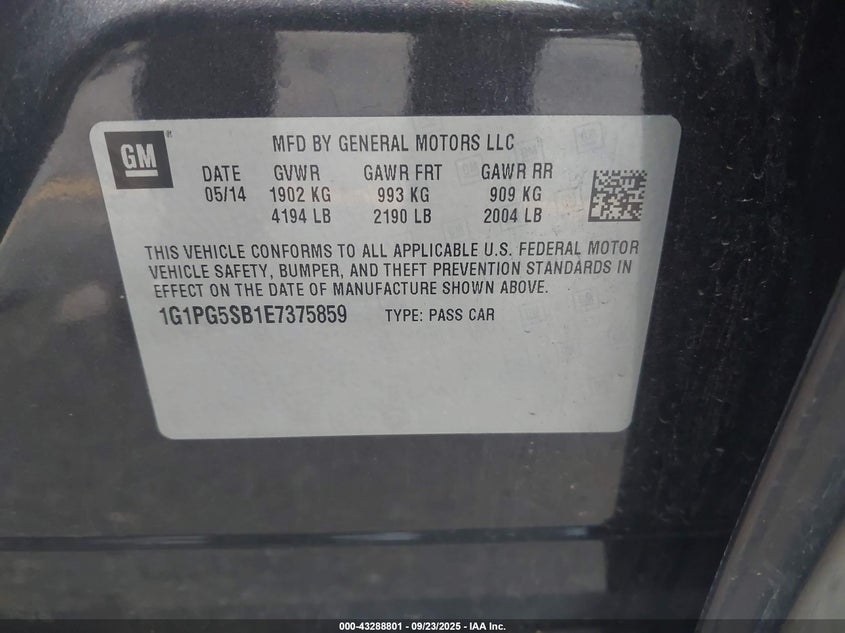 GM®
MFD BY GENERAL MOTORS LLC
DATE GVWR GAWR FRT GAWR RR
05/14 1902 KG 993 KG 909 KG
4194 LB 2190 LB 2004 LB
THIS VEHICLE CONFORMS TO ALL APPLICABLE U.S. FEDERAL MOTOR
VEHICLE SAFETY, BUMPER, AND THEFT PREVENTION STANDARDS IN
EFFECT ON THE DATE OF MANUFACTURE SHOWN ABOVE.
1G1PG5SB1E7375859 TYPE: PASS CAR
000-43288801 - 09/23/2025 - IAA Inc.